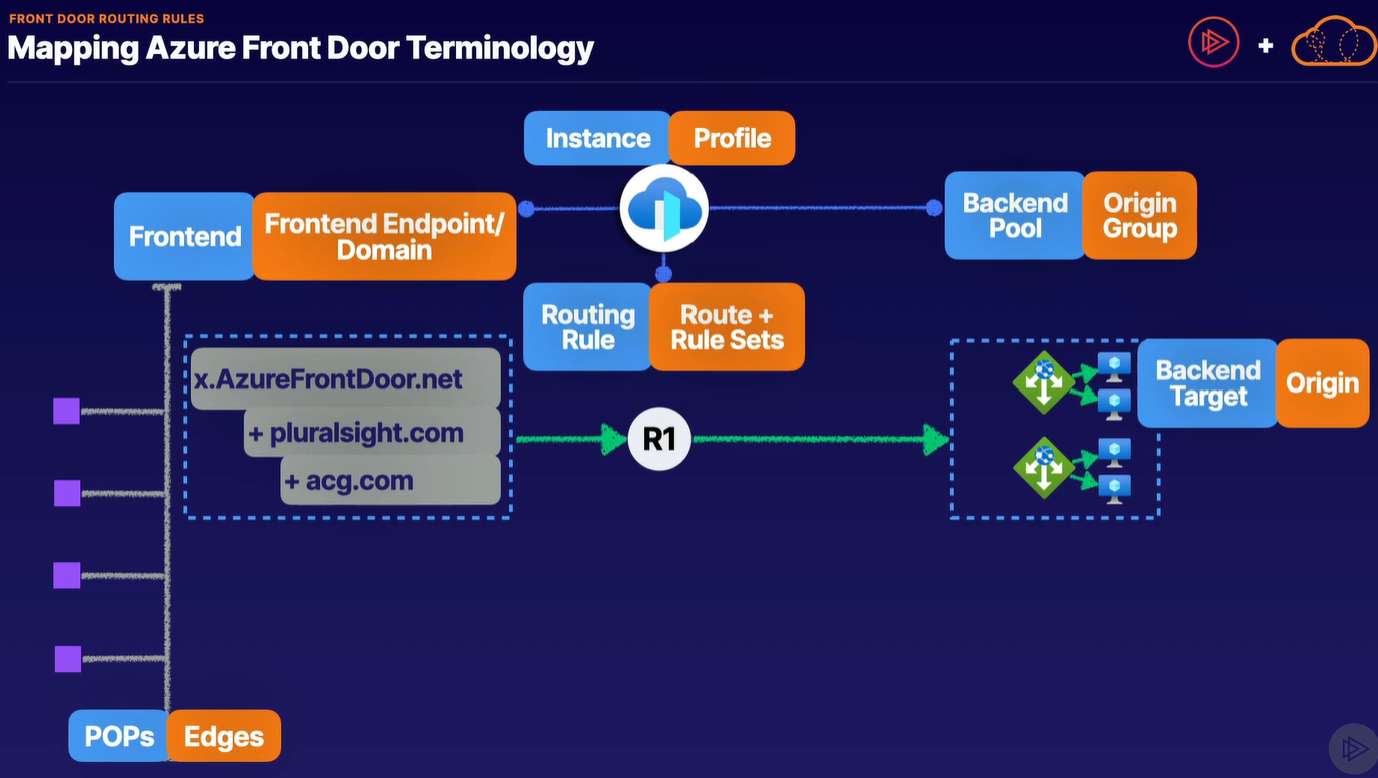 FRONT DOOR ROUTING RULES
Mapping Azure Front Door Terminology
+
Instance
Profile
Frontend
Frontend Endpoint/
Domain
Backend
Pool
Origin
Group
Routing
Rule
Route +
Rule Sets
x.AzureFrontDoor.net
+ pluralsight.com
+ acg.com
R1
Backend
Target
Origin
POPs
Edges